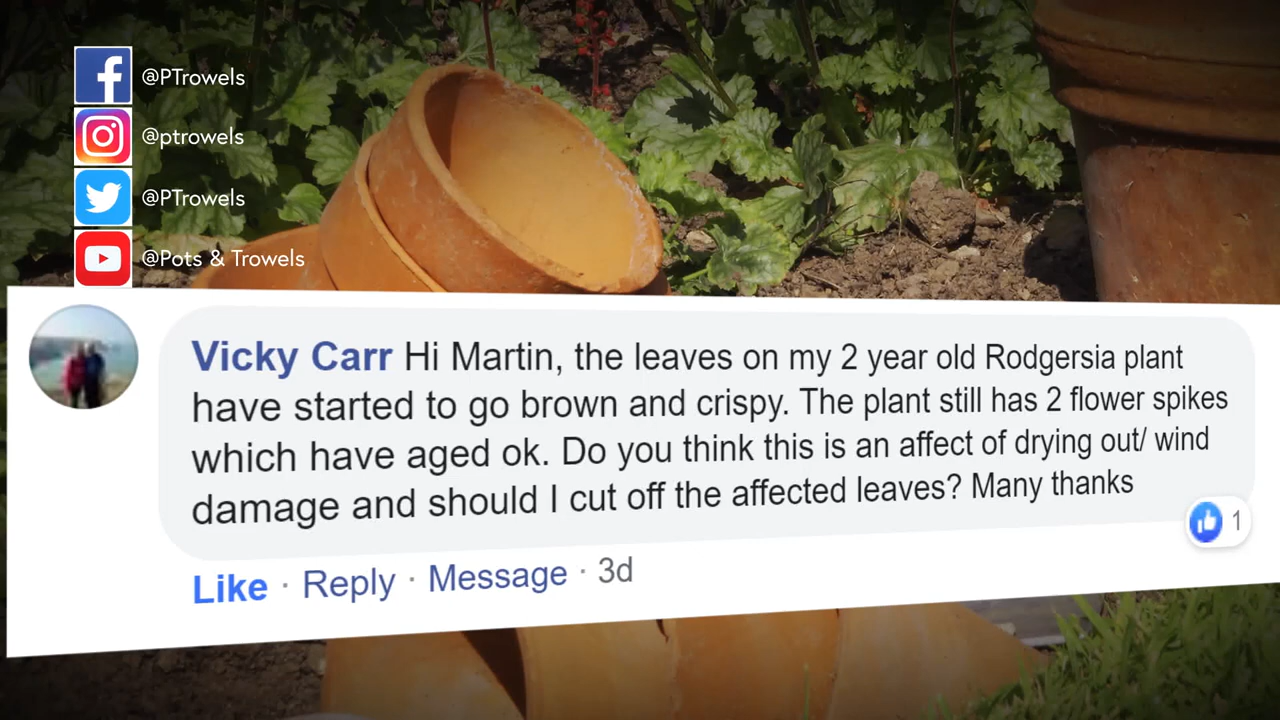 @PTrowels
@ptrowels
@PTrowels
@Pots & Trowels
Vicky Carr Hi Martin, the leaves on my 2 year old Rodgersia plant
have started to go brown and crispy. The plant still has 2 flower spikes
which have aged ok. Do you think this is an affect of drying out/ wind
damage and should I cut off the affected leaves? Many thanks
1
Like · Reply · Message · 3d